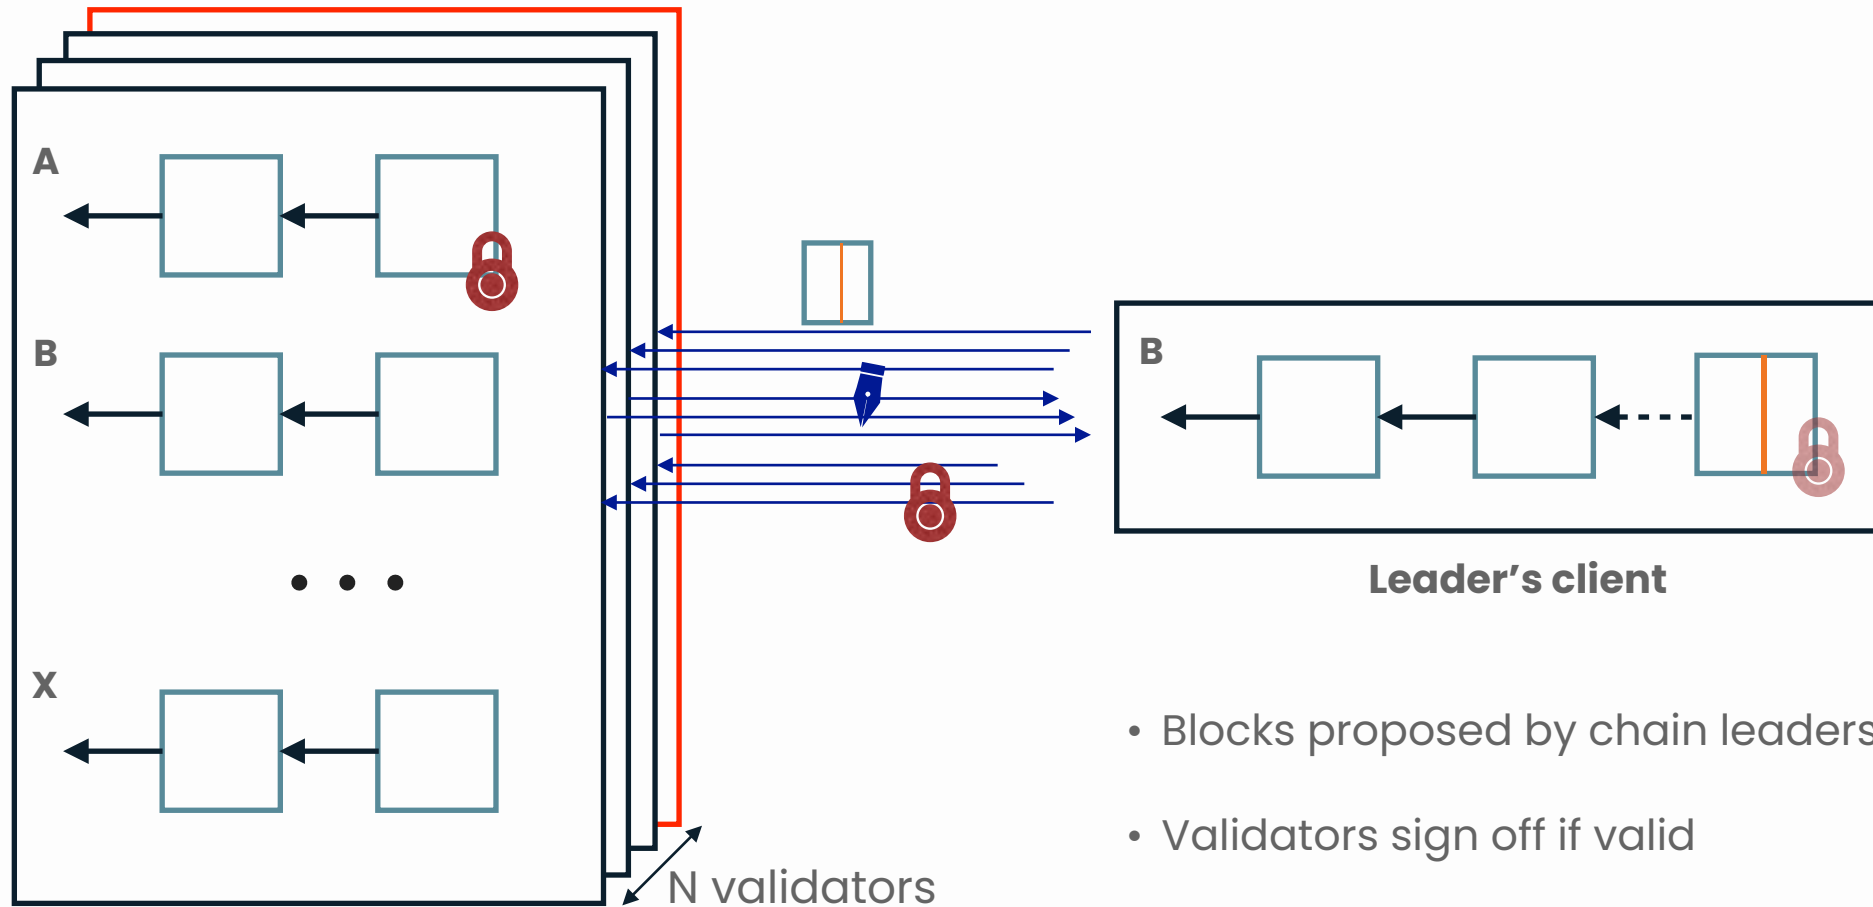 A
B
X
N validators
B
Leader’s client
• Blocks proposed by chain leaders
• Validators sign off if valid